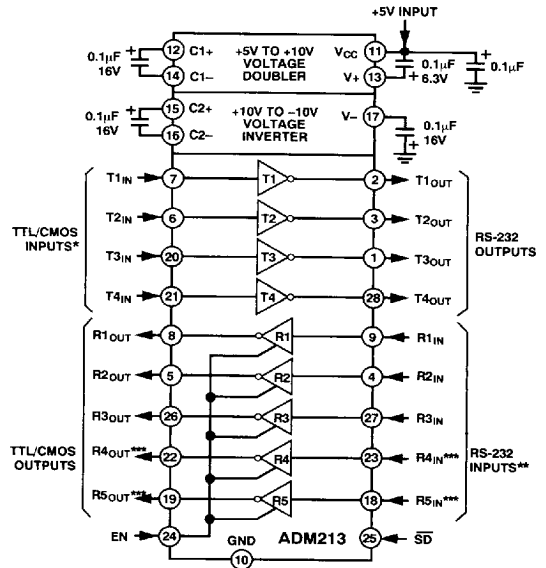 +5V INPUT
0.1μF
16V
12
C1+
14
C1–
+5V TO +10V
VOLTAGE
DOUBLER
VCC
11
V+
13
+
0.1μF
6.3V
+
0.1μF
0.1μF
16V
15
C2+
16
C2–
+10V TO –10V
VOLTAGE
INVERTER
V–
17
0.1μF
16V
TTL/CMOS
INPUTS*
T1IN
7
T1
2
T1OUT
T2IN
6
T2
3
T2OUT
T3IN
20
T3
1
T3OUT
T4IN
21
T4
28
T4OUT
RS-232
OUTPUTS
TTL/CMOS
OUTPUTS
R1OUT
8
R1
9
R1IN
R2OUT
5
R2
4
R2IN
R3OUT
26
R3
27
R3IN
R4OUT***
22
R4
23
R4IN***
R5OUT***
19
R5
18
R5IN***
RS-232
INPUTS**
EN
24
GND
10
ADM213
25
SD